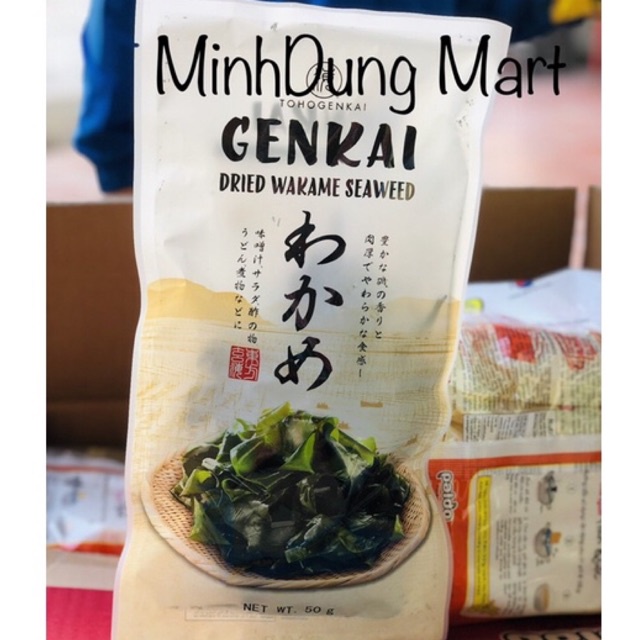 MinhDung Mart
TOHOGENKAI
GENKAI
DRIED WAKAME SEAWEED
わかめ
豊かな磯の香りと
肉厚でやわらかな食感！
味噌汁、サラダ、酢の物
うどん、煮物などに
NET WT. 50 g
paldo